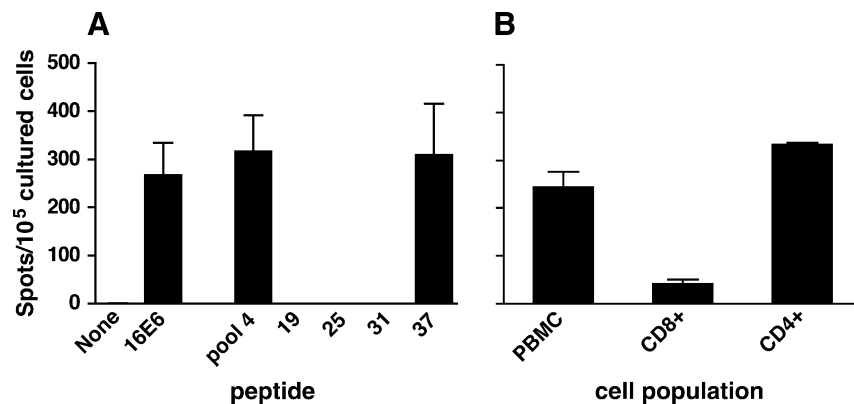 A
B
Spots/10⁵ cultured cells
500
400
300
200
100
0
None
16E6
pool 4
19
25
31
37
peptide
PBMC
CD8+
CD4+
cell population